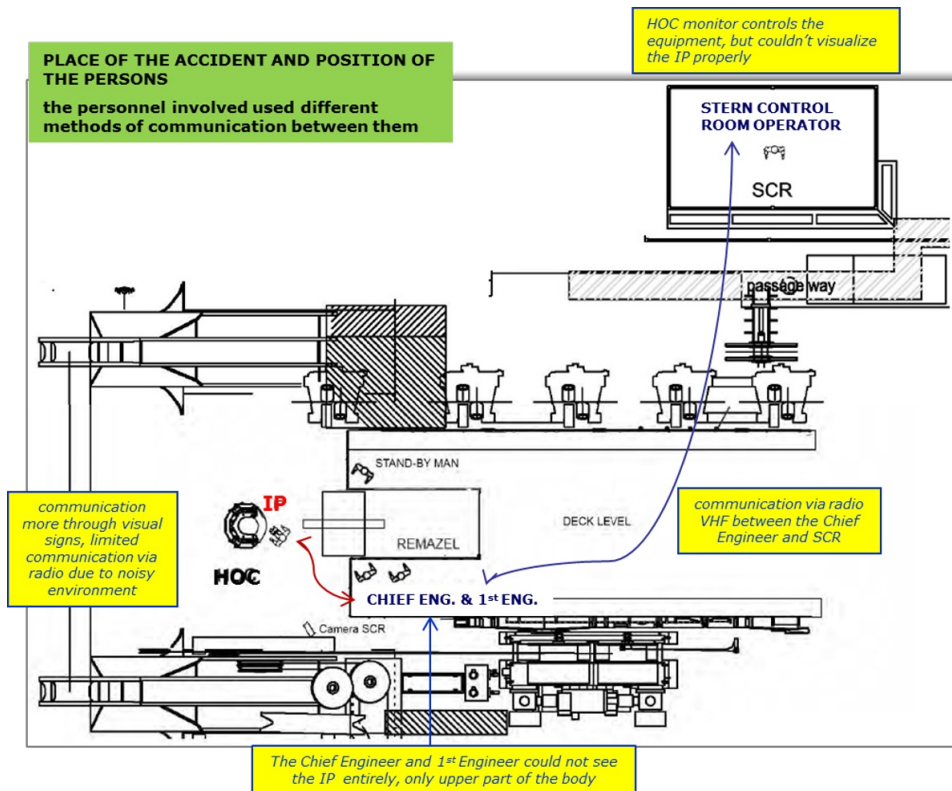 HOC monitor controls the
equipment, but couldn't visualize
the IP properly
PLACE OF THE ACCIDENT AND POSITION OF
THE PERSONS
the personnel involved used different
methods of communication between them
STERN CONTROL
ROOM OPERATOR
SCR
passage way
STAND-BY MAN
IP
communication
more through visual
signs, limited
communication via
radio due to noisy
environment
HOC
REMAZEL
DECK LEVEL
communication via radio
VHF between the Chief
Engineer and SCR
CHIEF ENG. & 1st ENG.
Camera SCR
The Chief Engineer and 1st Engineer could not see
the IP entirely, only upper part of the body